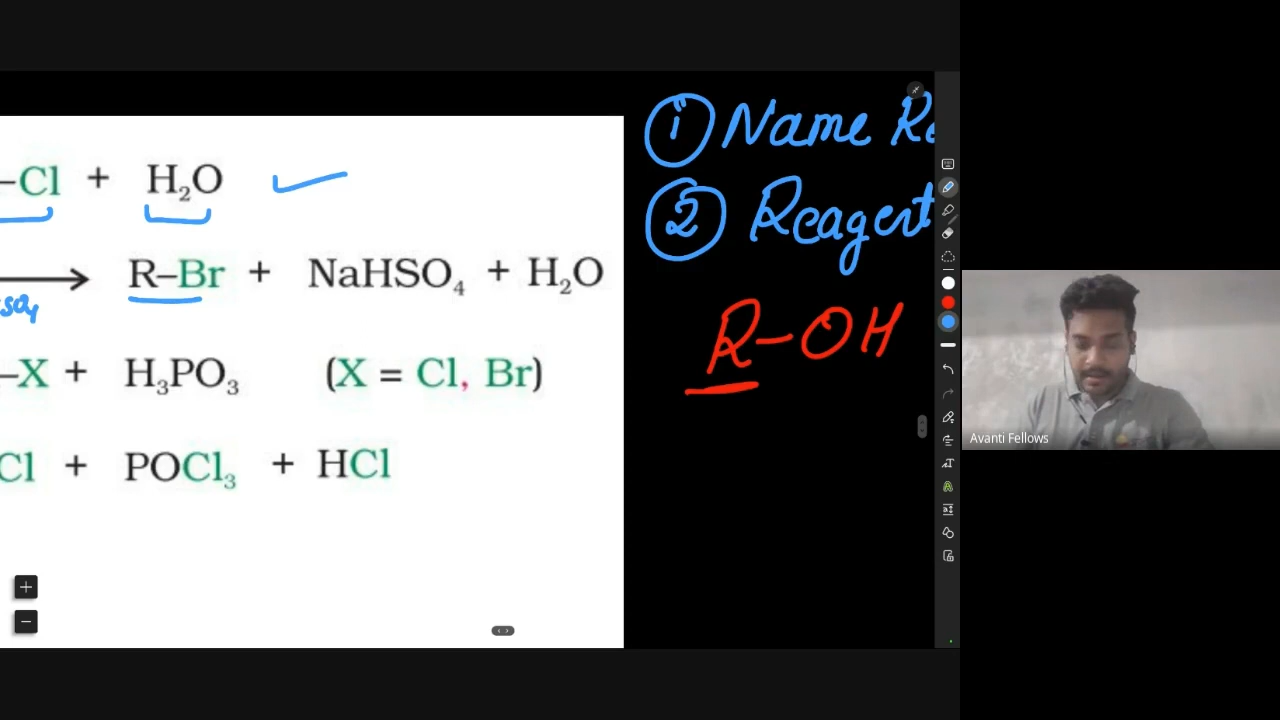 –Cl + H₂O
R–Br + NaHSO₄ + H₂O
SO₄
–X + H₃PO₃ (X = Cl, Br)
Cl + POCl₃ + HCl
① Name Re
② Reagent
R–OH
Avanti Fellows